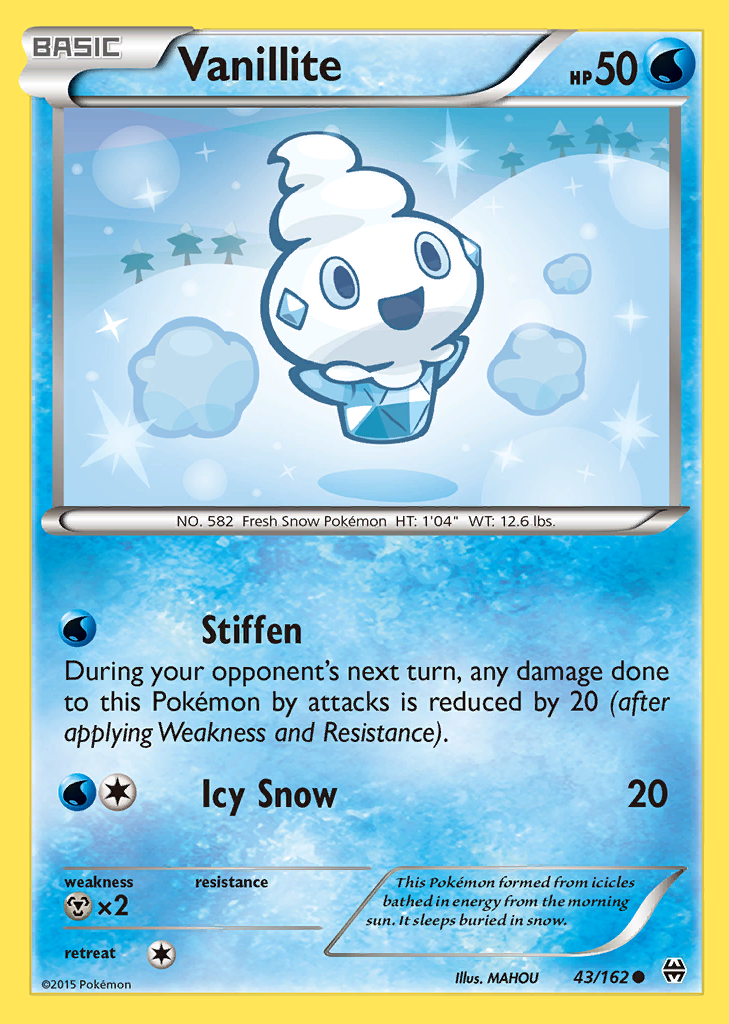 BASIC
Vanillite
HP 50
NO. 582 Fresh Snow Pokémon HT: 1'04" WT: 12.6 lbs.
Stiffen
During your opponent's next turn, any damage done
to this Pokémon by attacks is reduced by 20 (after
applying Weakness and Resistance).
Icy Snow 20
weakness resistance
×2
This Pokémon formed from icicles
bathed in energy from the morning
sun. It sleeps buried in snow.
retreat
©2015 Pokémon
Illus. MAHOU 43/162